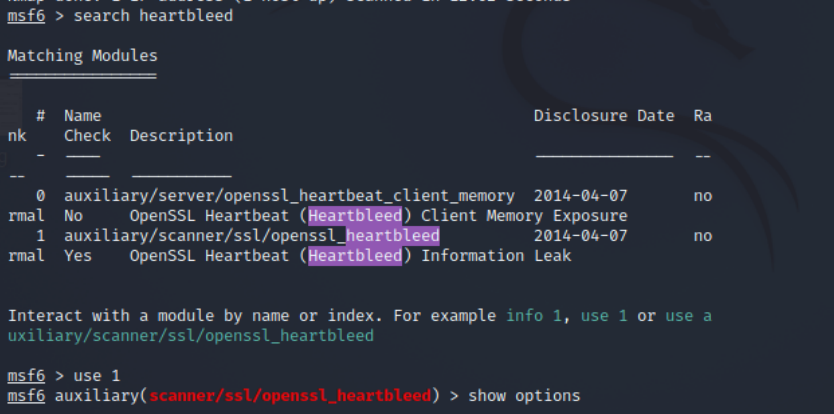 msf6 > search heartbleed
Matching Modules
# Name Disclosure Date Ra
nk Check Description
- ---- --------------- --
-- ----- -----------
0 auxiliary/server/openssl_heartbeat_client_memory 2014-04-07 no
rmal No OpenSSL Heartbeat (Heartbleed) Client Memory Exposure
1 auxiliary/scanner/ssl/openssl_heartbleed 2014-04-07 no
rmal Yes OpenSSL Heartbeat (Heartbleed) Information Leak
Interact with a module by name or index. For example info 1, use 1 or use a
uxiliary/scanner/ssl/openssl_heartbleed
msf6 > use 1
msf6 auxiliary(scanner/ssl/openssl_heartbleed) > show options